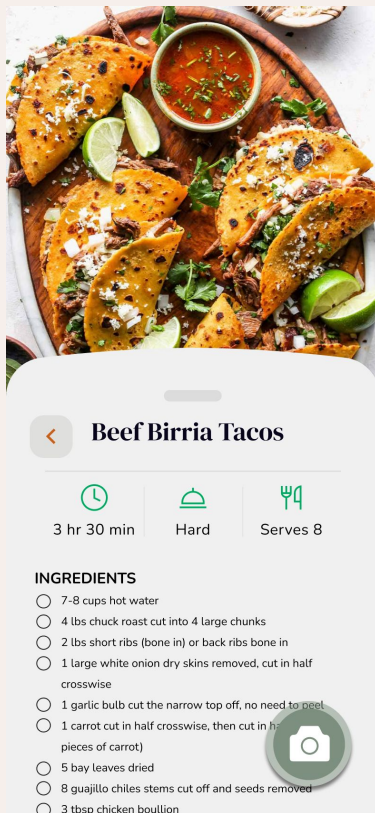 Beef Birria Tacos
3 hr 30 min
Hard
Serves 8
INGREDIENTS
7-8 cups hot water
4 lbs chuck roast cut into 4 large chunks
2 lbs short ribs (bone in) or back ribs bone in
1 large white onion dry skins removed, cut in half
crosswise
1 garlic bulb cut the narrow top off, no need to peel
1 carrot cut in half crosswise, then cut in
pieces of carrot)
5 bay leaves dried
8 guajillo chiles stems cut off and seeds removed
3 tbsp chicken boullion